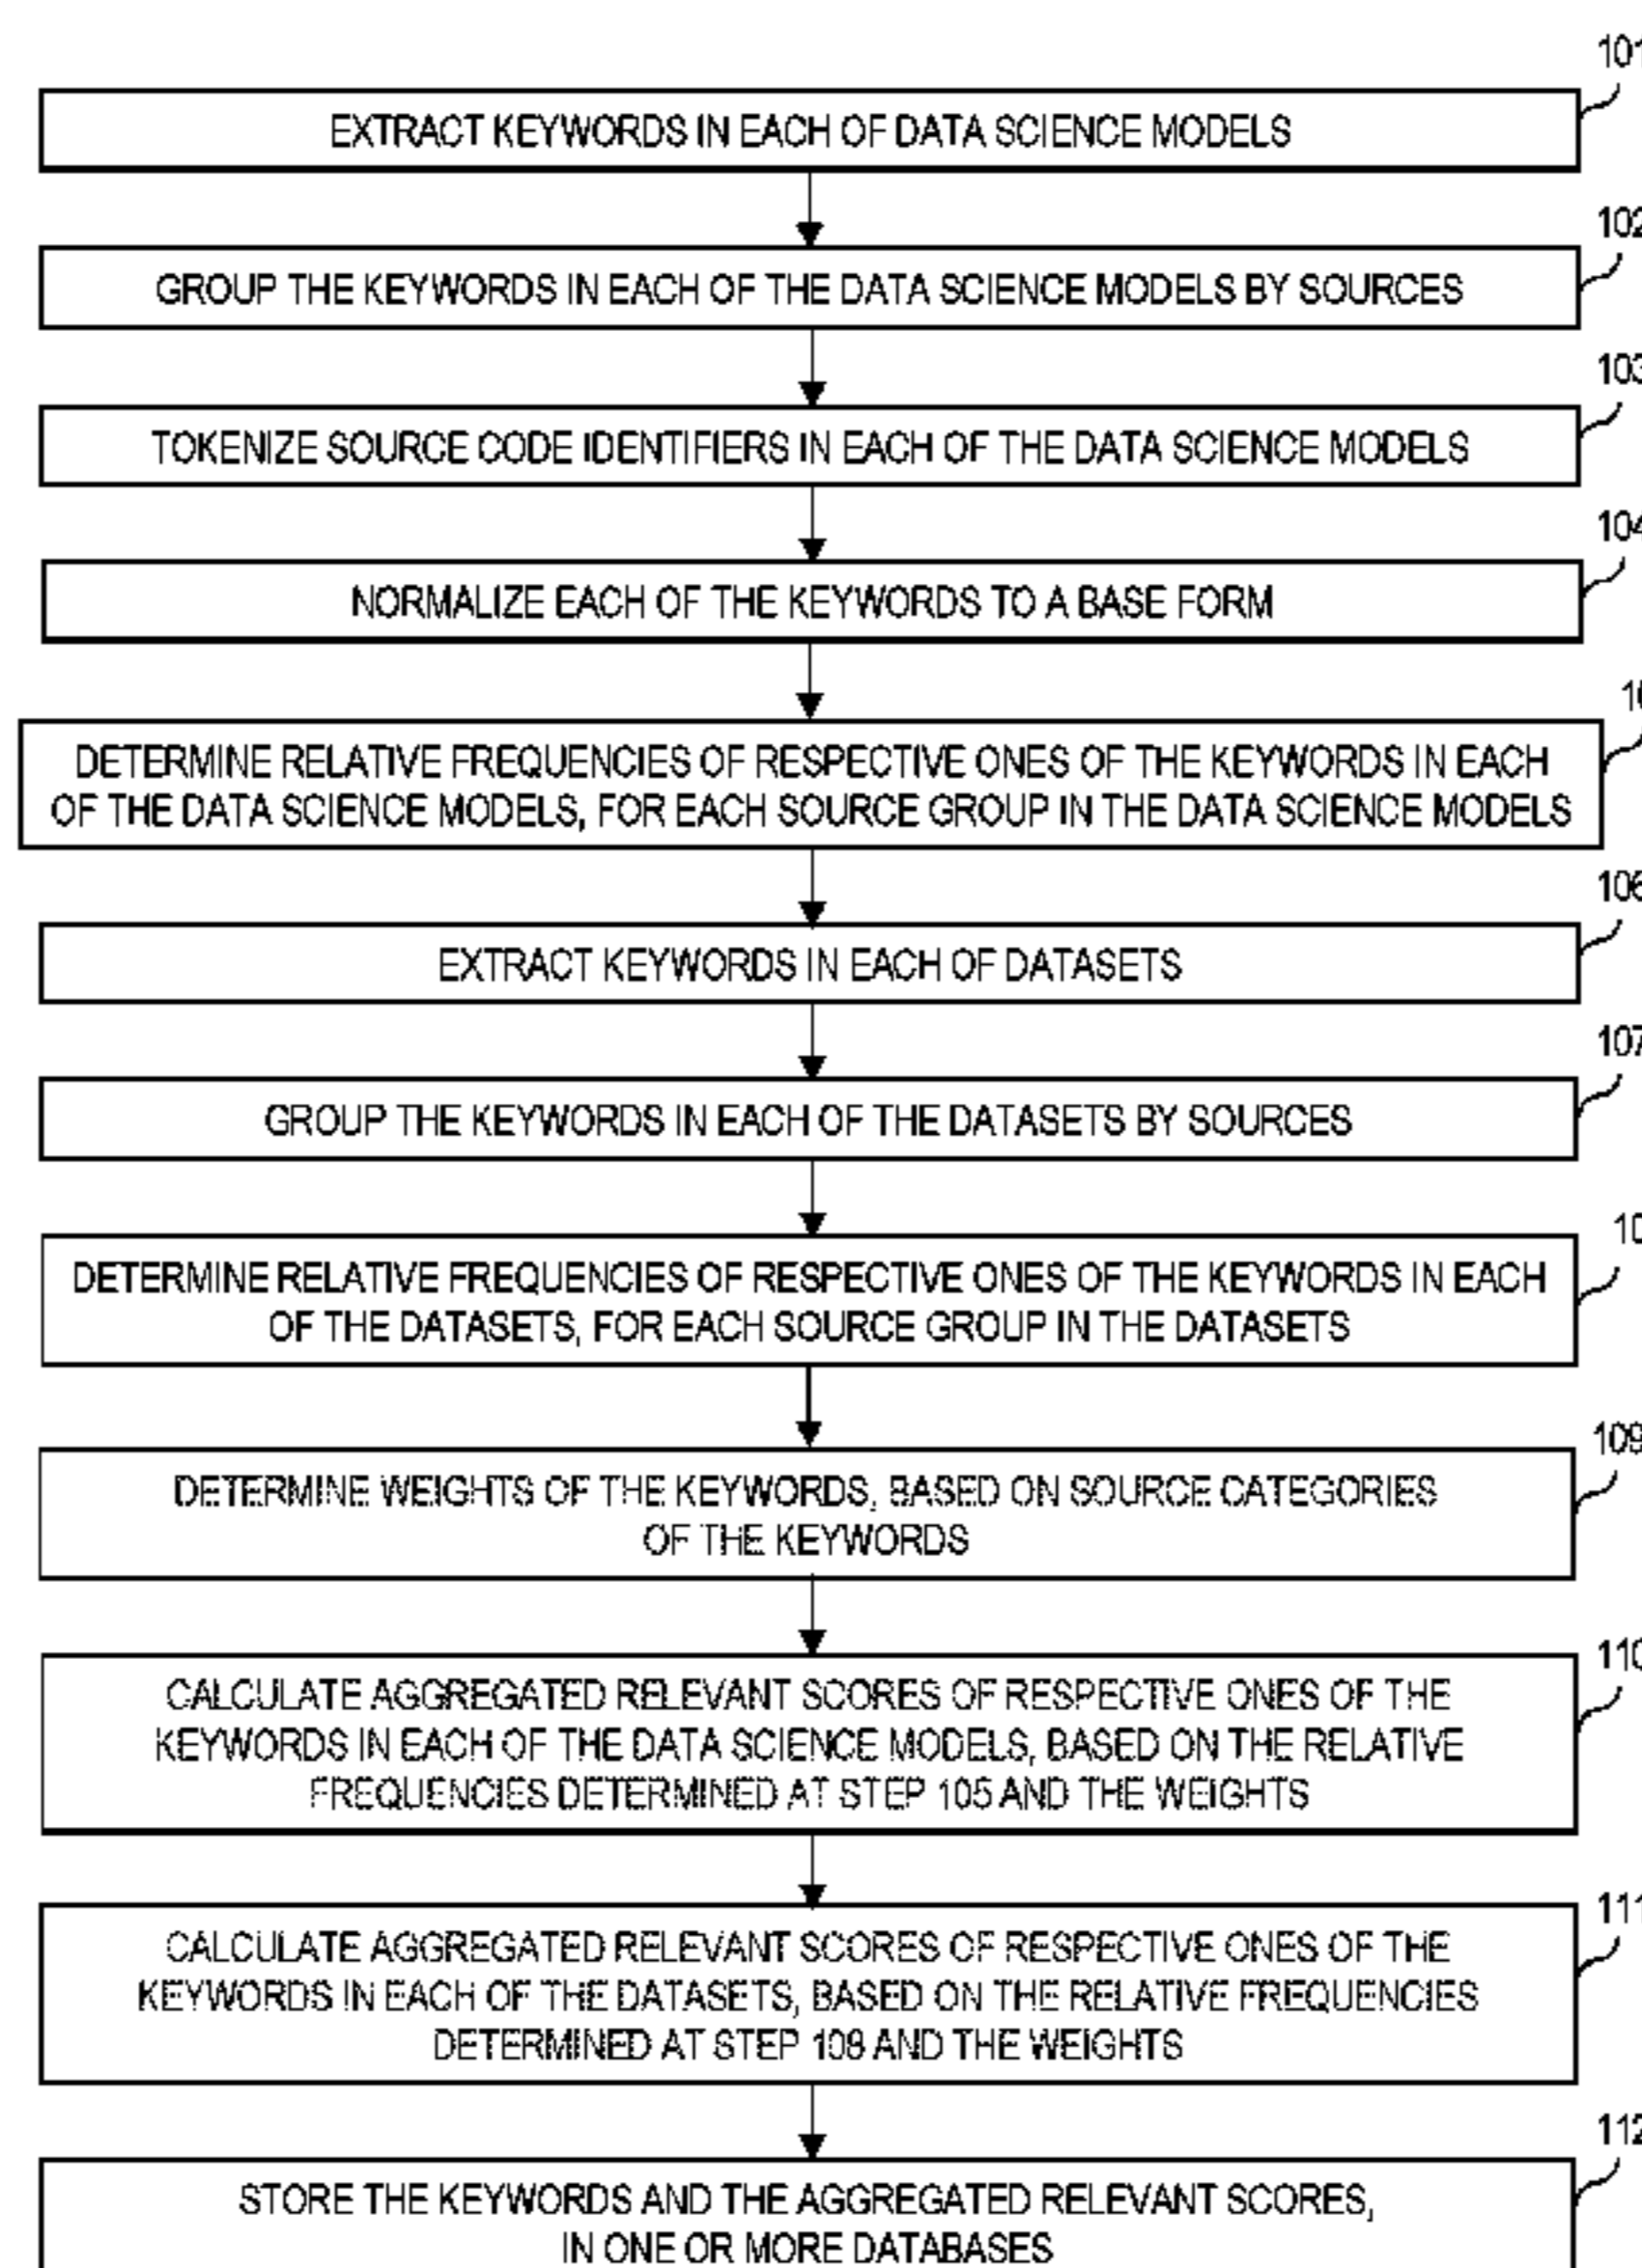 101
EXTRACT KEYWORDS IN EACH OF DATA SCIENCE MODELS
102
GROUP THE KEYWORDS IN EACH OF THE DATA SCIENCE MODELS BY SOURCES
103
TOKENIZE SOURCE CODE IDENTIFIERS IN EACH OF THE DATA SCIENCE MODELS
104
NORMALIZE EACH OF THE KEYWORDS TO A BASE FORM
10
DETERMINE RELATIVE FREQUENCIES OF RESPECTIVE ONES OF THE KEYWORDS IN EACH
OF THE DATA SCIENCE MODELS, FOR EACH SOURCE GROUP IN THE DATA SCIENCE MODELS
106
EXTRACT KEYWORDS IN EACH OF DATASETS
107
GROUP THE KEYWORDS IN EACH OF THE DATASETS BY SOURCES
10
DETERMINE RELATIVE FREQUENCIES OF RESPECTIVE ONES OF THE KEYWORDS IN EACH
OF THE DATASETS, FOR EACH SOURCE GROUP IN THE DATASETS
109
DETERMINE WEIGHTS OF THE KEYWORDS, BASED ON SOURCE CATEGORIES
OF THE KEYWORDS
110
CALCULATE AGGREGATED RELEVANT SCORES OF RESPECTIVE ONES OF THE
KEYWORDS IN EACH OF THE DATA SCIENCE MODELS, BASED ON THE RELATIVE
FREQUENCIES DETERMINED AT STEP 105 AND THE WEIGHTS
111
CALCULATE AGGREGATED RELEVANT SCORES OF RESPECTIVE ONES OF THE
KEYWORDS IN EACH OF THE DATASETS, BASED ON THE RELATIVE FREQUENCIES
DETERMINED AT STEP 108 AND THE WEIGHTS
112
STORE THE KEYWORDS AND THE AGGREGATED RELEVANT SCORES,
IN ONE OR MORE DATABASES